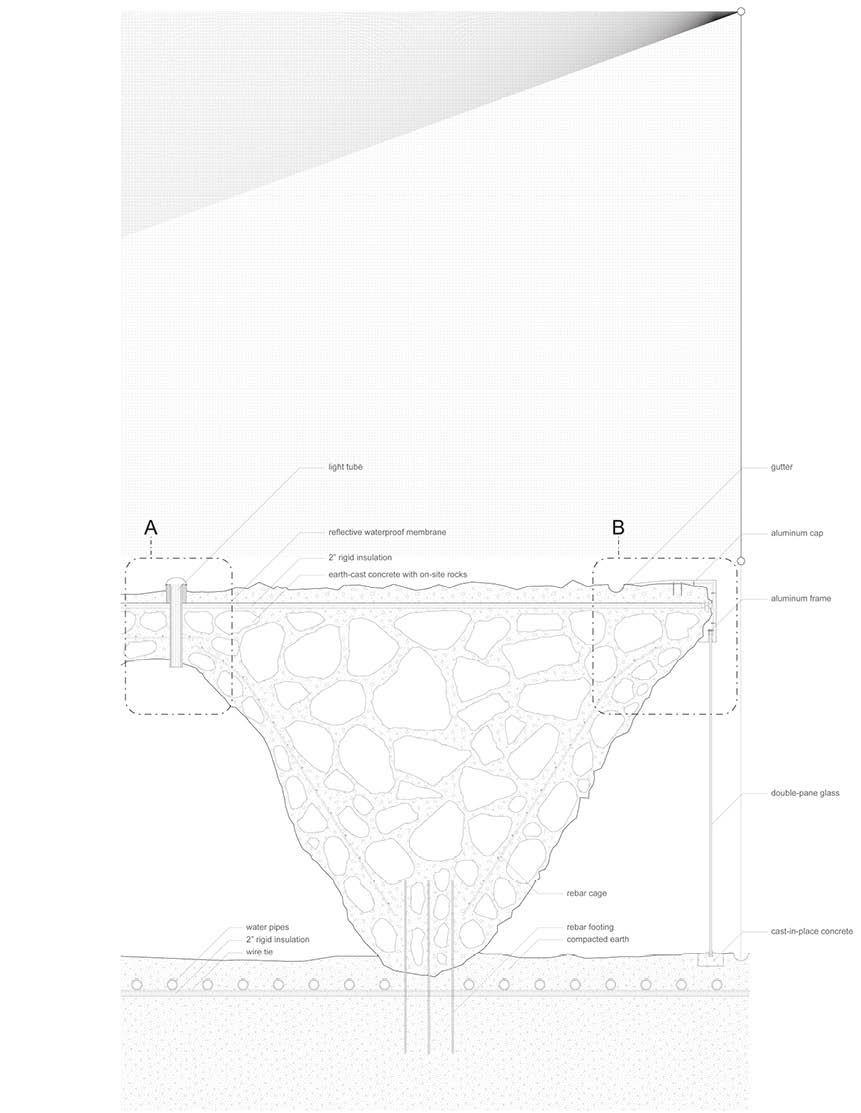 light tube
gutter
A
B
reflective waterproof membrane
aluminum cap
2" rigid insulation
earth-cast concrete with on-site rocks
aluminum frame
double-pane glass
rebar cage
water pipes
rebar footing
cast-in-place concrete
2" rigid insulation
compacted earth
wire tie